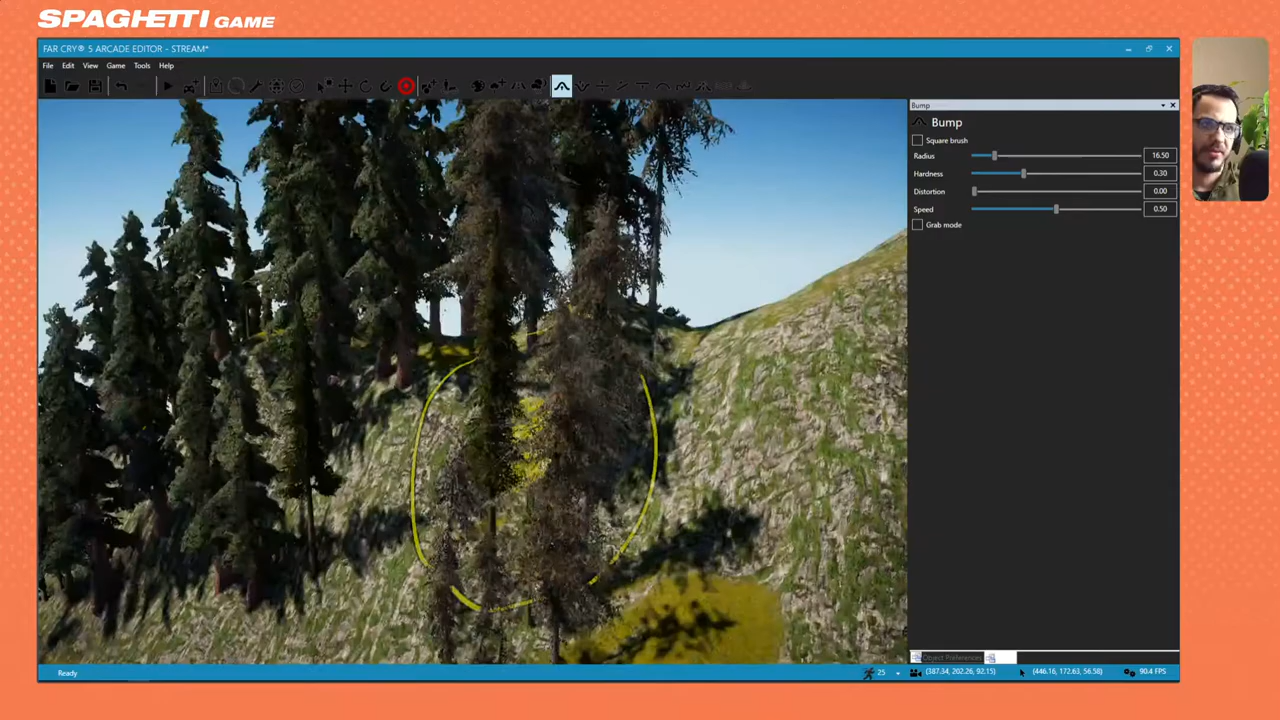 SPAGHETTI GAME
FAR CRY® 5 ARCADE EDITOR - STREAM*
File Edit View Game Tools Help
Bump
Bump
Square brush
Radius 16.50
Hardness 0.30
Distortion 0.00
Speed 0.50
Grab mode
Object Preferences
Ready 25 (387.34, 202.26, 92.15) (446.16, 172.63, 56.58) 90.4 FPS